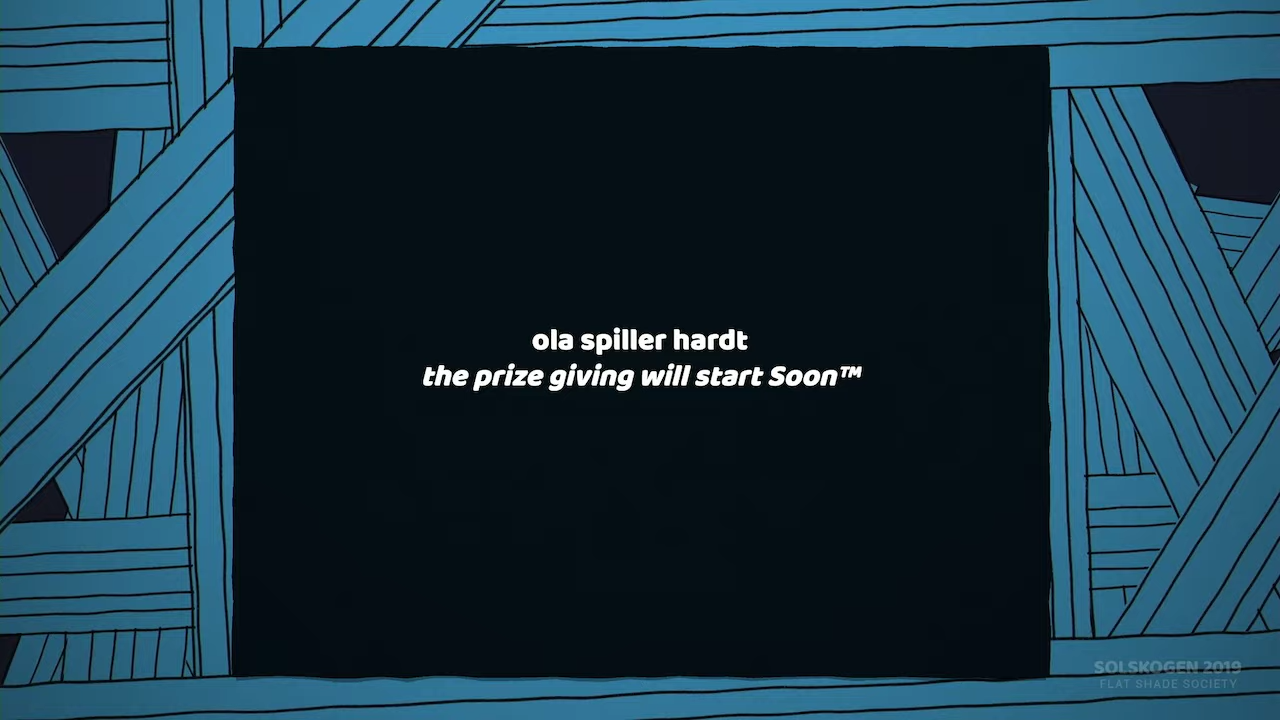 ola spiller hardt
the prize giving will start Soon™
SOLSKOGEN 2019
FLAT SHADE SOCIETY